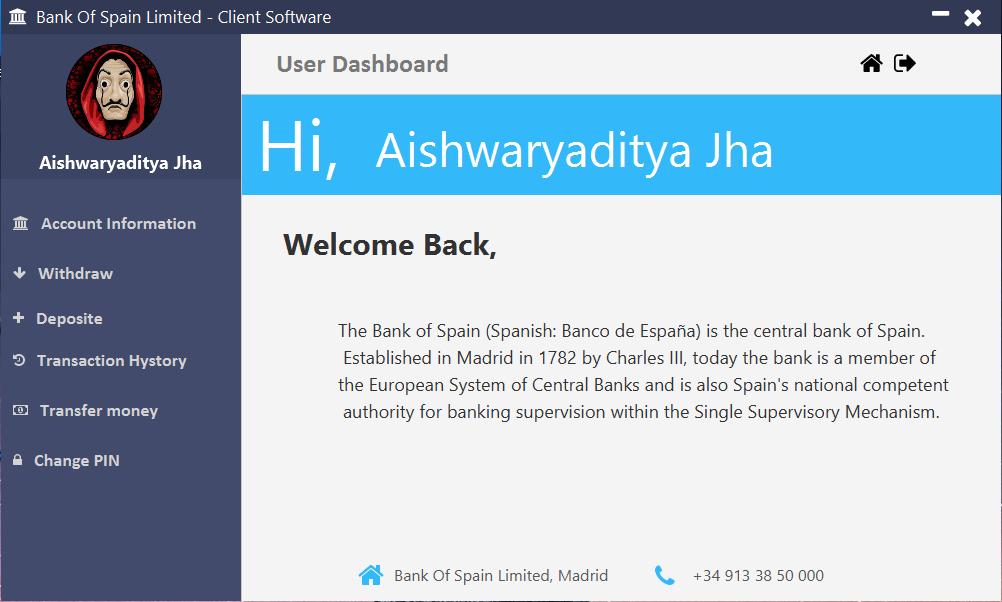 Bank Of Spain Limited - Client Software
Aishwaryaditya Jha
Account Information
Withdraw
Deposite
Transaction Hystory
Transfer money
Change PIN
User Dashboard
Hi, Aishwaryaditya Jha
Welcome Back,
The Bank of Spain (Spanish: Banco de España) is the central bank of Spain.
Established in Madrid in 1782 by Charles III, today the bank is a member of
the European System of Central Banks and is also Spain's national competent
authority for banking supervision within the Single Supervisory Mechanism.
Bank Of Spain Limited, Madrid
+34 913 38 50 000